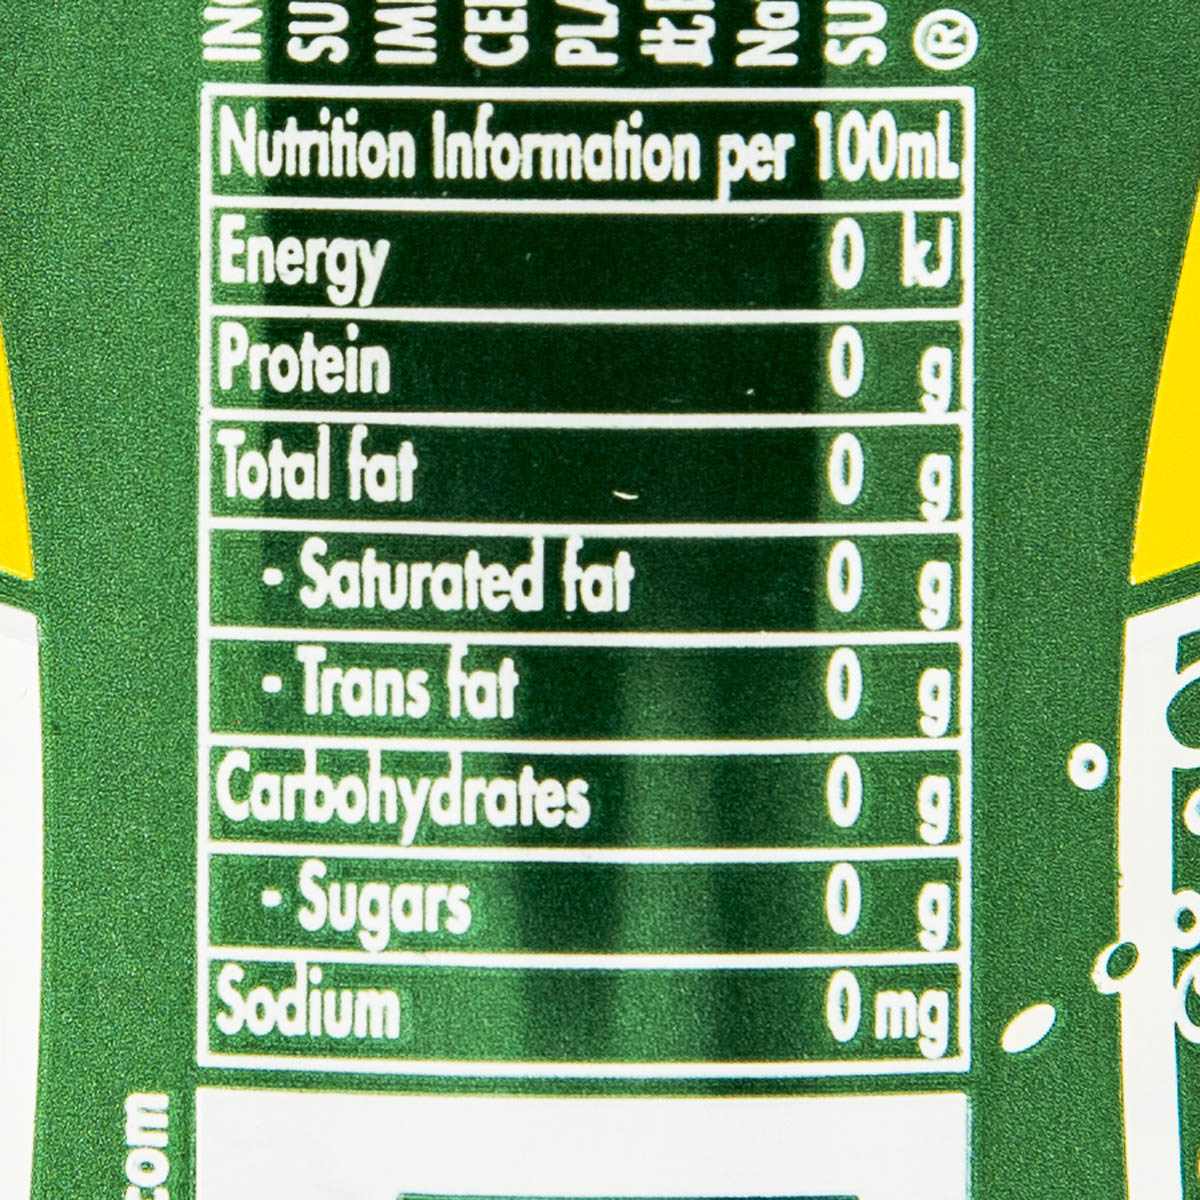 Nutrition Information per 100mL
Energy 0 kJ
Protein 0 g
Total fat 0 g
- Saturated fat 0 g
- Trans fat 0 g
Carbohydrates 0 g
- Sugars 0 g
Sodium 0 mg
®